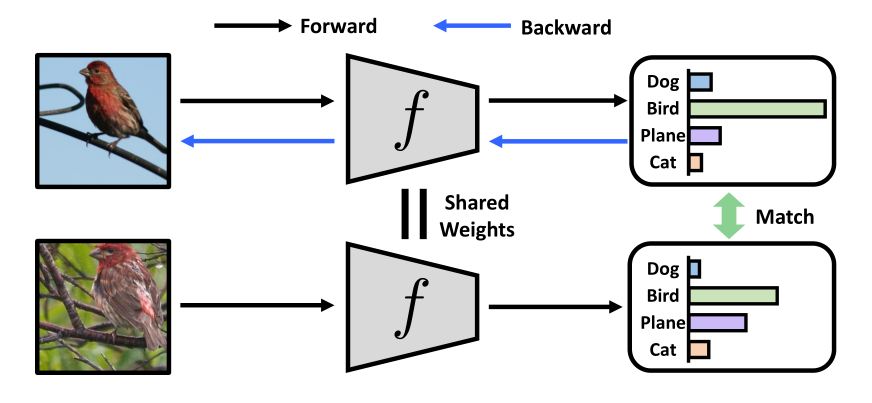 Forward
Backward
f
Dog
Bird
Plane
Cat
Shared
Weights
Match
f
Dog
Bird
Plane
Cat